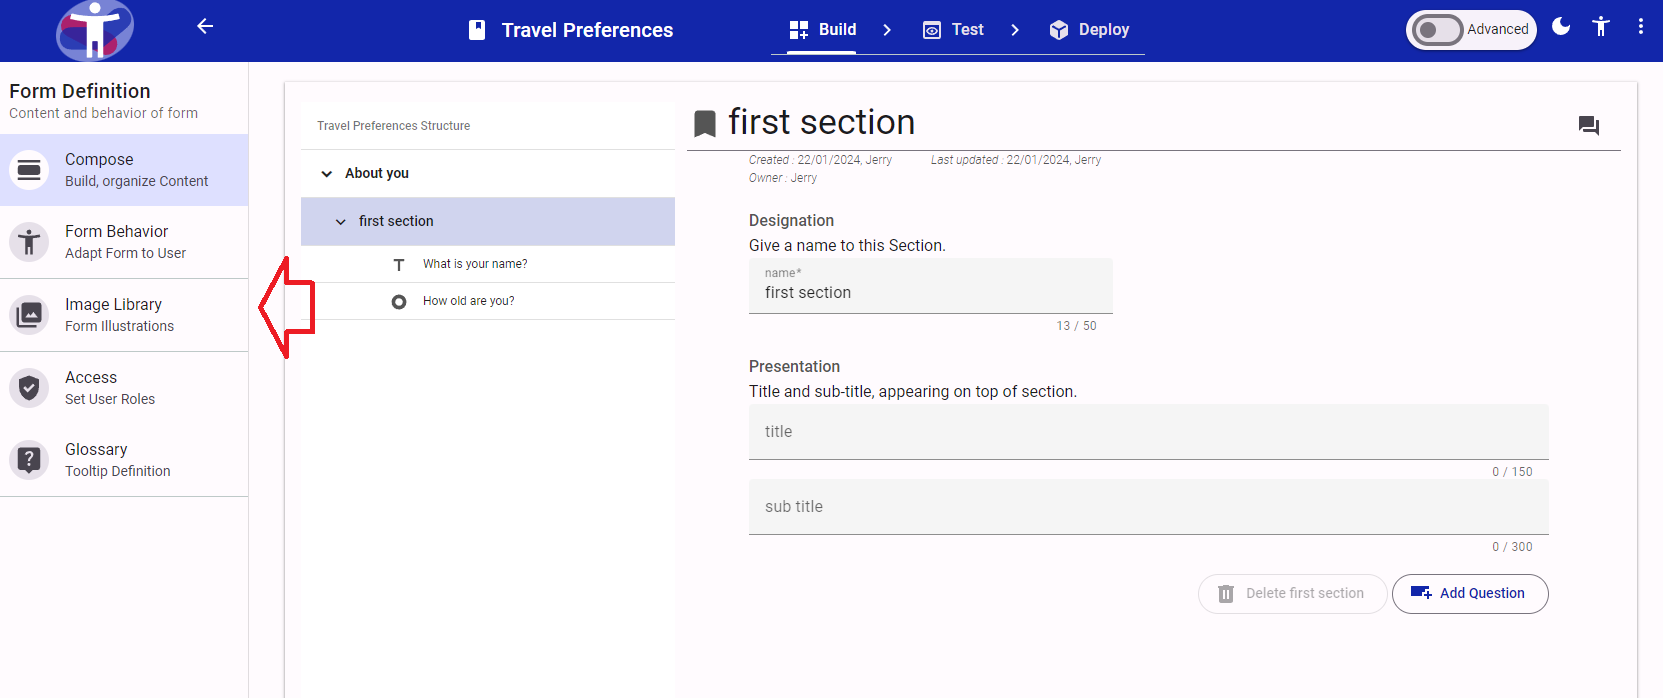 Travel Preferences
Build
Test
Deploy
Advanced
Form Definition
Content and behavior of form
Compose
Build, organize Content
Form Behavior
Adapt Form to User
Image Library
Form Illustrations
Access
Set User Roles
Glossary
Tooltip Definition
Travel Preferences Structure
About you
first section
What is your name?
How old are you?
first section
Created : 22/01/2024, Jerry Last updated : 22/01/2024, Jerry
Owner : Jerry
Designation
Give a name to this Section.
name*
first section
13 / 50
Presentation
Title and sub-title, appearing on top of section.
title
0 / 150
sub title
0 / 300
Delete first section
Add Question